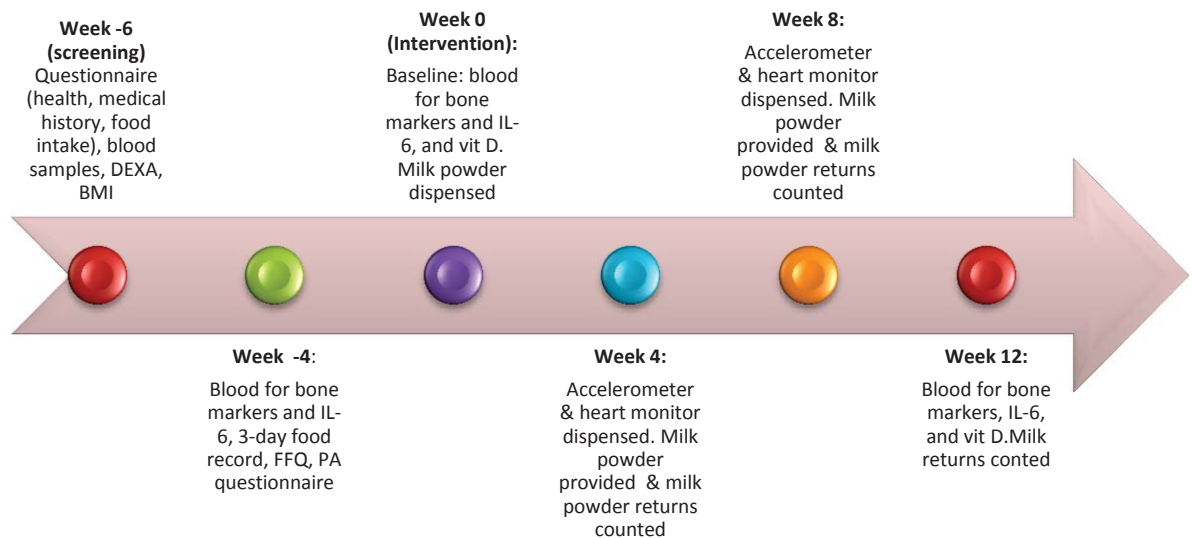 Week -6
(screening)
Questionnaire
(health, medical
history, food
intake), blood
samples, DEXA,
BMI
Week -4:
Blood for bone
markers and IL-
6, 3-day food
record, FFQ, PA
questionnaire
Week 0
(Intervention):
Baseline: blood
for bone
markers and IL-
6, and vit D.
Milk powder
dispensed
Week 4:
Accelerometer
& heart monitor
dispensed. Milk
powder
provided & milk
powder returns
counted
Week 8:
Accelerometer
& heart monitor
dispensed. Milk
powder
provided & milk
powder returns
counted
Week 12:
Blood for bone
markers, IL-6,
and vit D.Milk
returns conted